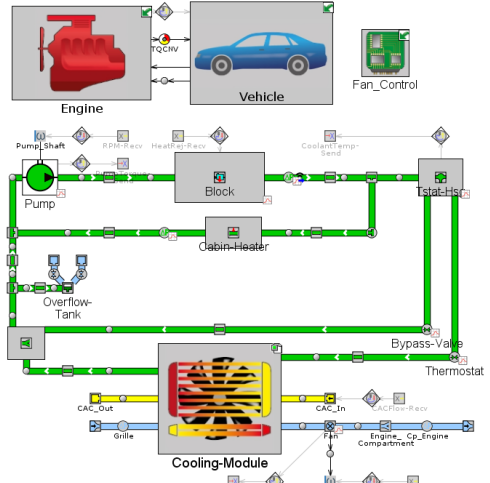 TQCNV
Engine
Vehicle
Fan_Control
Pump_Shaft
RPM-Recv
HeatRej-Recv
CoolantTemp-
Send
Block
Tstat-Hsg
Pump
Cabin-Heater
Overflow-
Tank
Bypass-Valve
Thermostat
CAC_Out
CAC_In
CACFlow-Recv
Grille
Fan
Engine_
Compartment
Cp_Engine
Cooling-Module